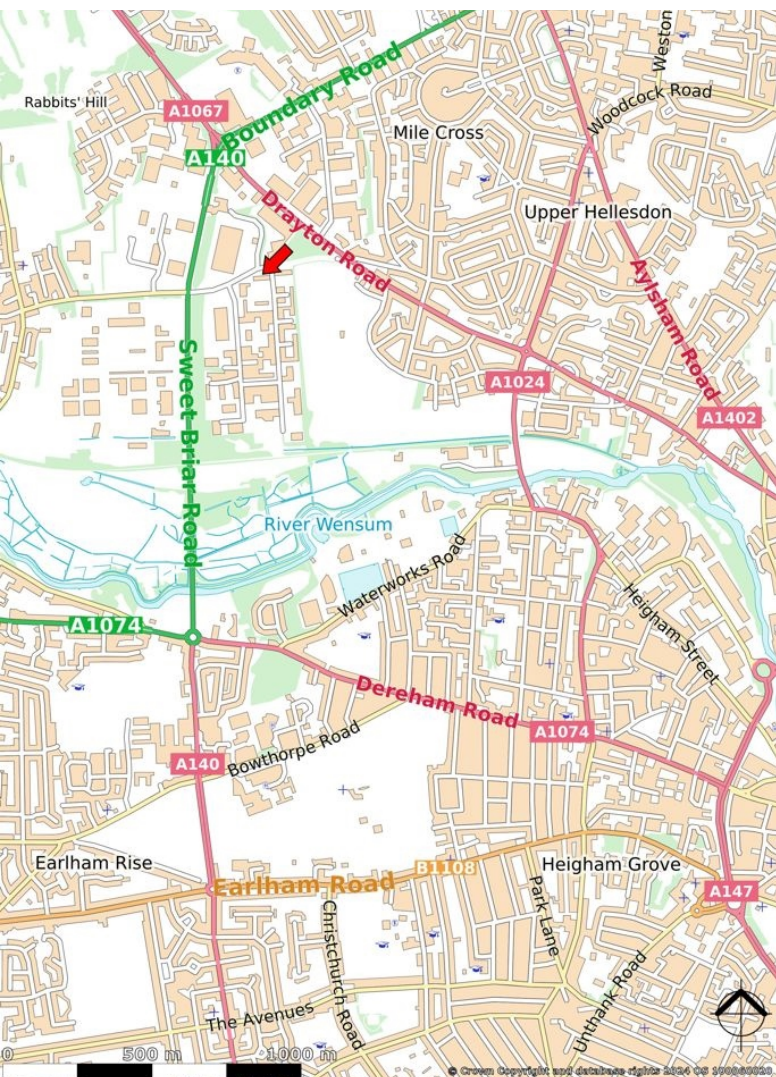 Weston
Boundary Road
Rabbits' Hill
A1067
Woodcock Road
Mile Cross
A140
Drayton Road
Upper Hellesdon
Aylsham Road
Sweet Briar Road
A1024
A1402
River Wensum
Waterworks Road
Heigham Street
A1074
Dereham Road
A1074
Bowthorpe Road
A140
Earlham Rise
Earlham Road
B1108
Heigham Grove
A147
Park Lane
Christchurch Road
Unthank Road
The Avenues
0 500 m 1000 m
© Crown Copyright and database rights 2024 OS 100060020